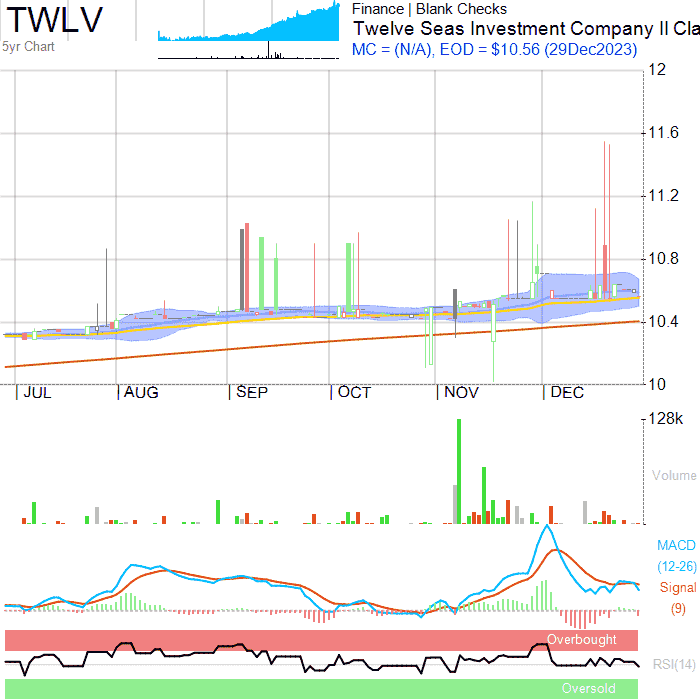 TWLV
5yr Chart
Finance | Blank Checks
Twelve Seas Investment Company II Cla
MC = (N/A), EOD = $10.56 (29Dec2023)
12
11.6
11.2
10.8
10.4
10
JUL AUG SEP OCT NOV DEC
128k
Volume
MACD
(12-26)
Signal
(9)
Overbought
RSI(14)
Oversold